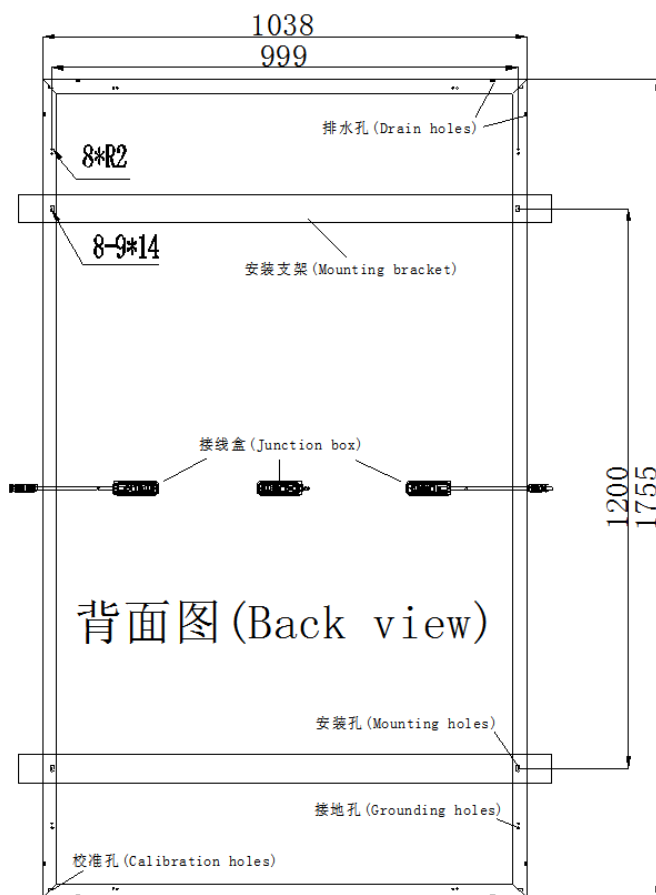 1038
999
排水孔(Drain holes)
8*R2
8-9*14
安装支架(Mounting bracket)
接线盒(Junction box)
1200
1755
背面图(Back view)
安装孔(Mounting holes)
接地孔(Grounding holes)
校准孔(Calibration holes)